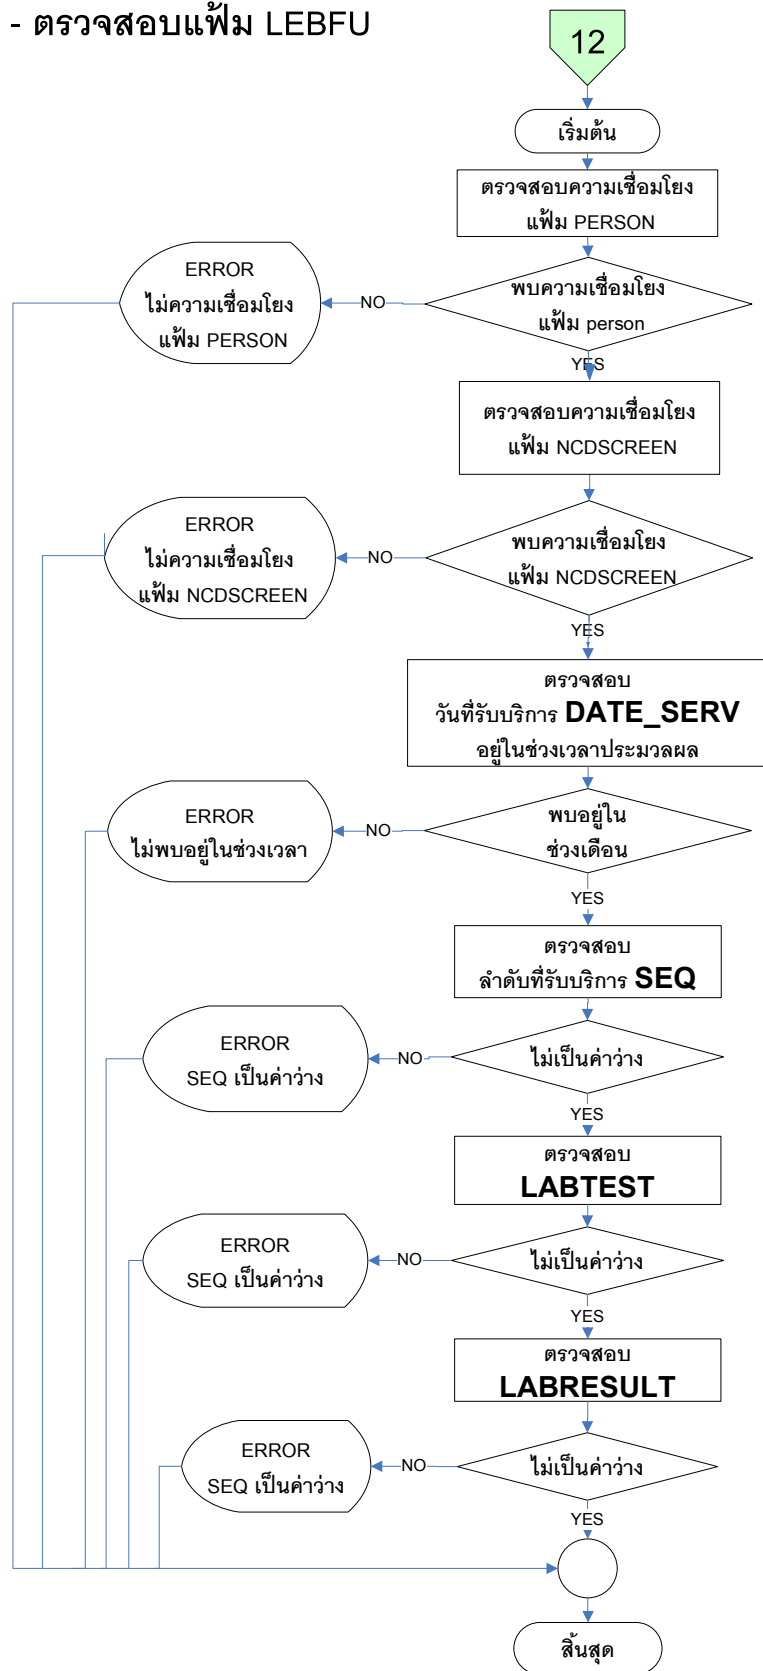 - ตรวจสอบแฟ้ม LEBFU
12
เริ่มต้น
ตรวจสอบความเชื่อมโยง
แฟ้ม PERSON
พบความเชื่อมโยง
แฟ้ม person
NO
ERROR
ไม่ความเชื่อมโยง
แฟ้ม PERSON
YES
ตรวจสอบความเชื่อมโยง
แฟ้ม NCDSCREEN
พบความเชื่อมโยง
แฟ้ม NCDSCREEN
NO
ERROR
ไม่ความเชื่อมโยง
แฟ้ม NCDSCREEN
YES
ตรวจสอบ
วันที่รับบริการ DATE_SERV
อยู่ในช่วงเวลาประมวลผล
พบอยู่ใน
ช่วงเดือน
NO
ERROR
ไม่พบอยู่ในช่วงเวลา
YES
ตรวจสอบ
ลำดับที่รับบริการ SEQ
ไม่เป็นค่าว่าง
NO
ERROR
SEQ เป็นค่าว่าง
YES
ตรวจสอบ
LABTEST
ไม่เป็นค่าว่าง
NO
ERROR
SEQ เป็นค่าว่าง
YES
ตรวจสอบ
LABRESULT
ไม่เป็นค่าว่าง
NO
ERROR
SEQ เป็นค่าว่าง
YES
สิ้นสุด